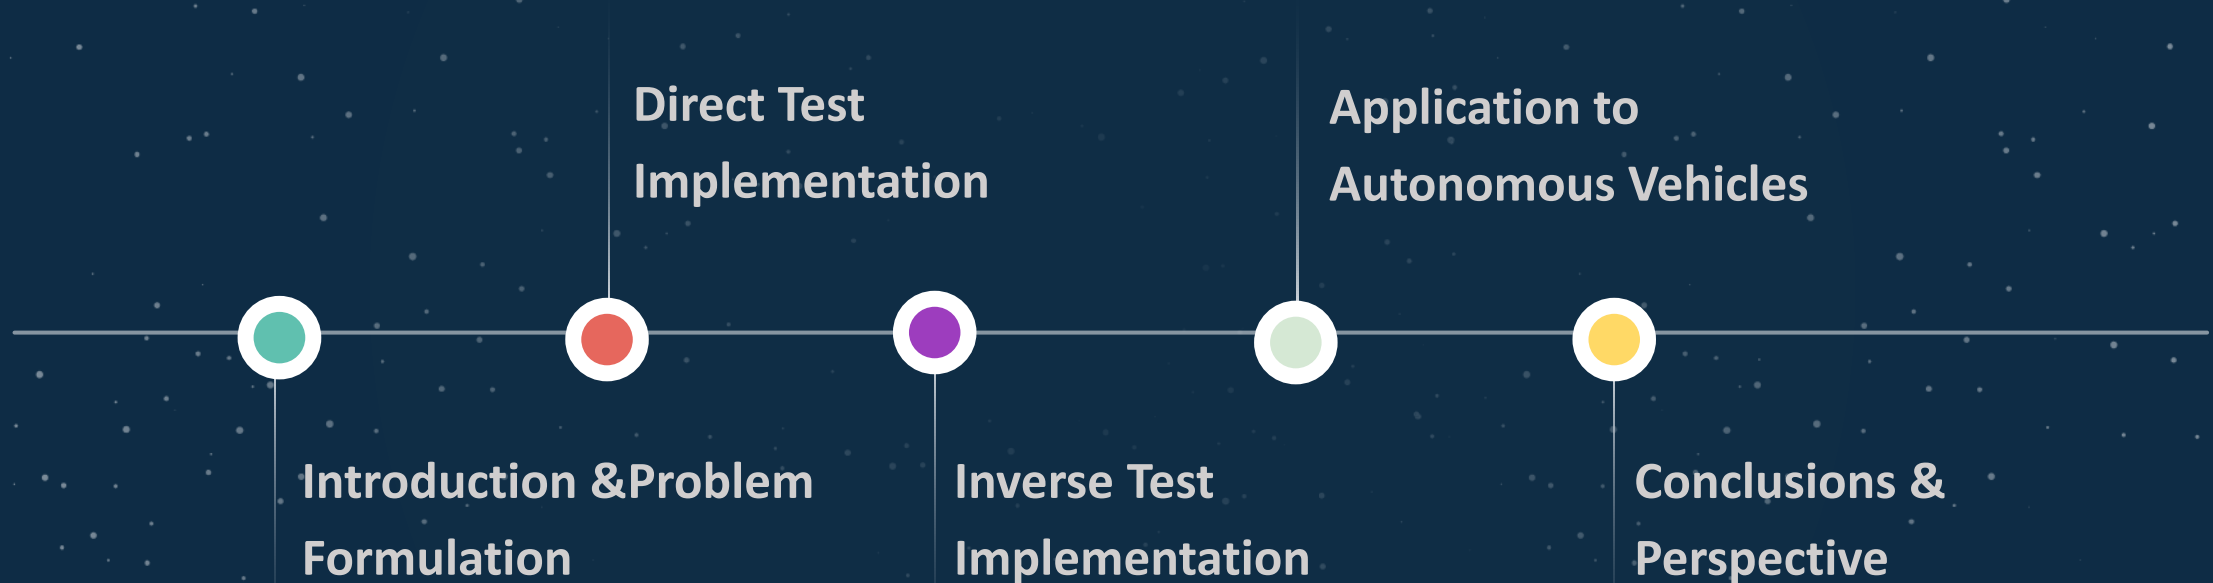 Direct Test
Implementation
Application to
Autonomous Vehicles
Introduction &Problem
Formulation
Inverse Test
Implementation
Conclusions &
Perspective